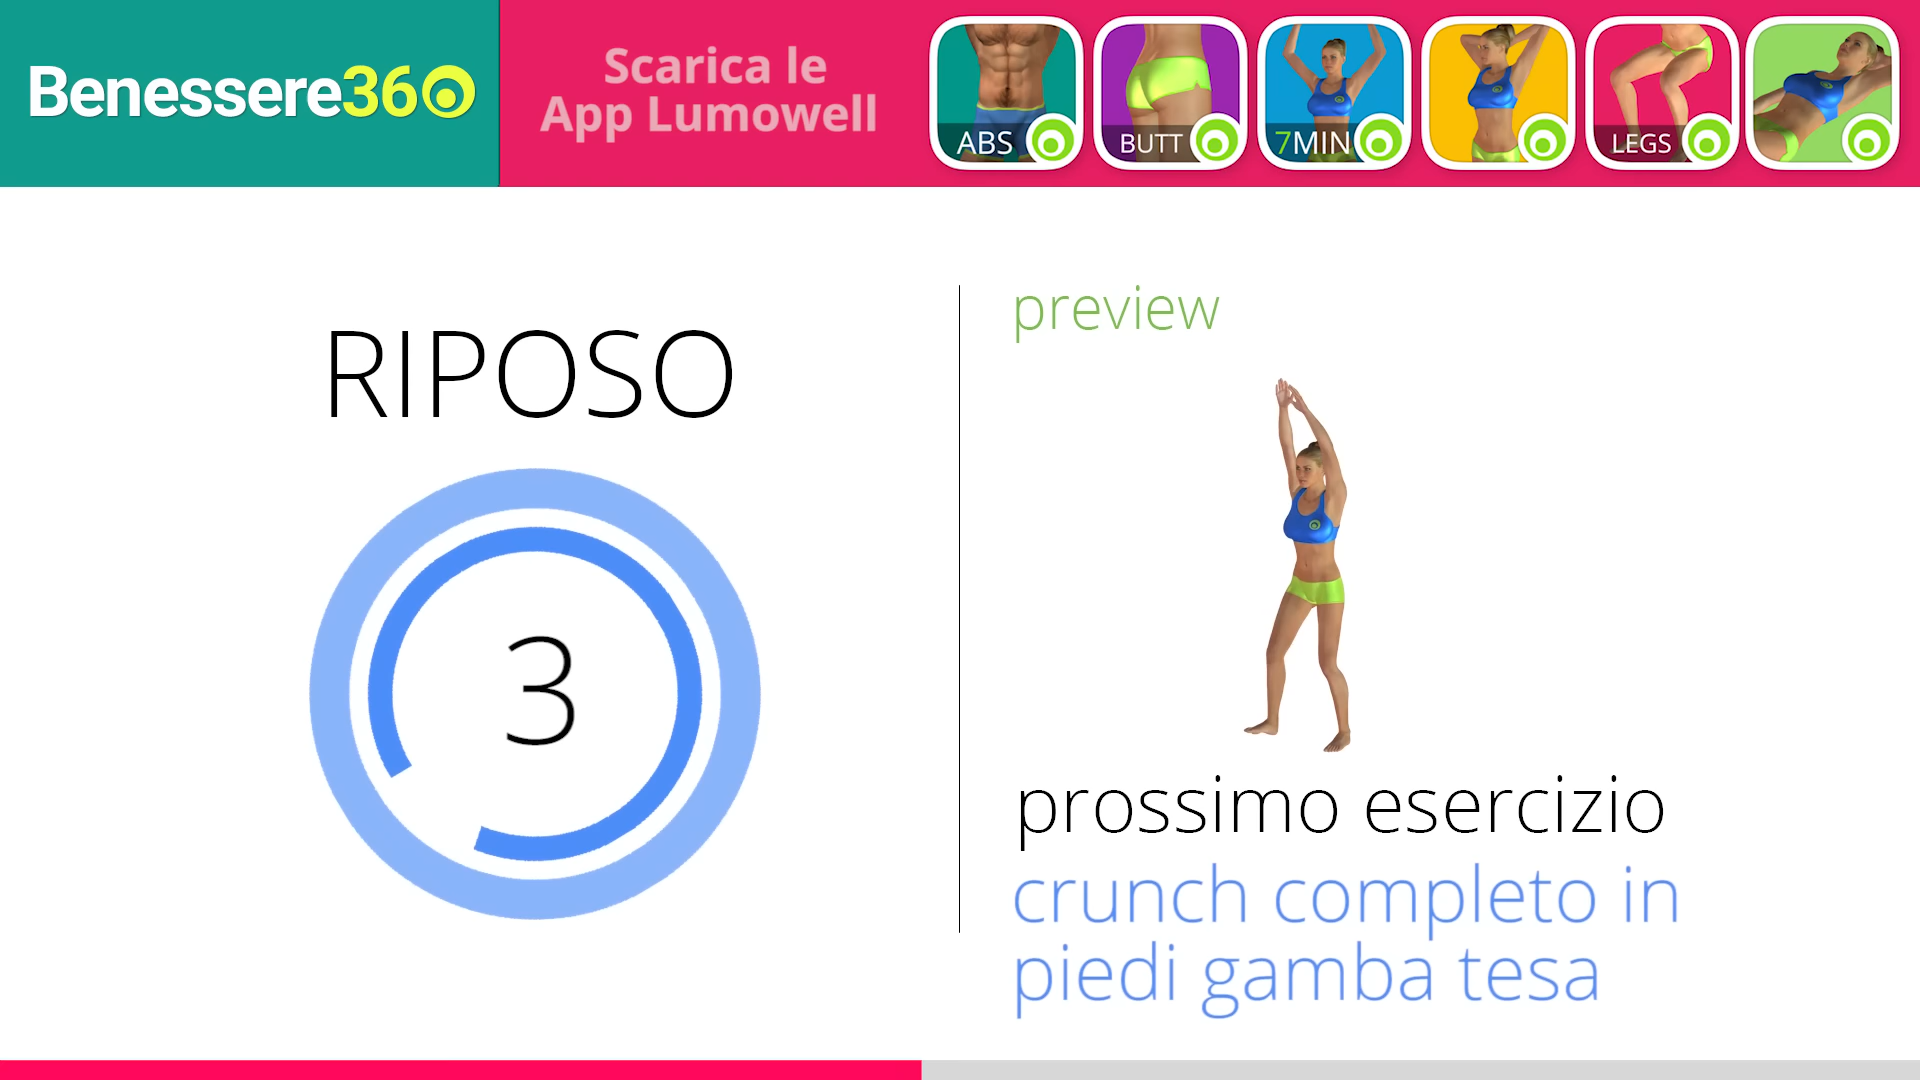 Benessere360
Scarica le
App Lumowell
ABS
BUTT
7MIN
LEGS
RIPOSO
3
preview
prossimo esercizio
crunch completo in
piedi gamba tesa